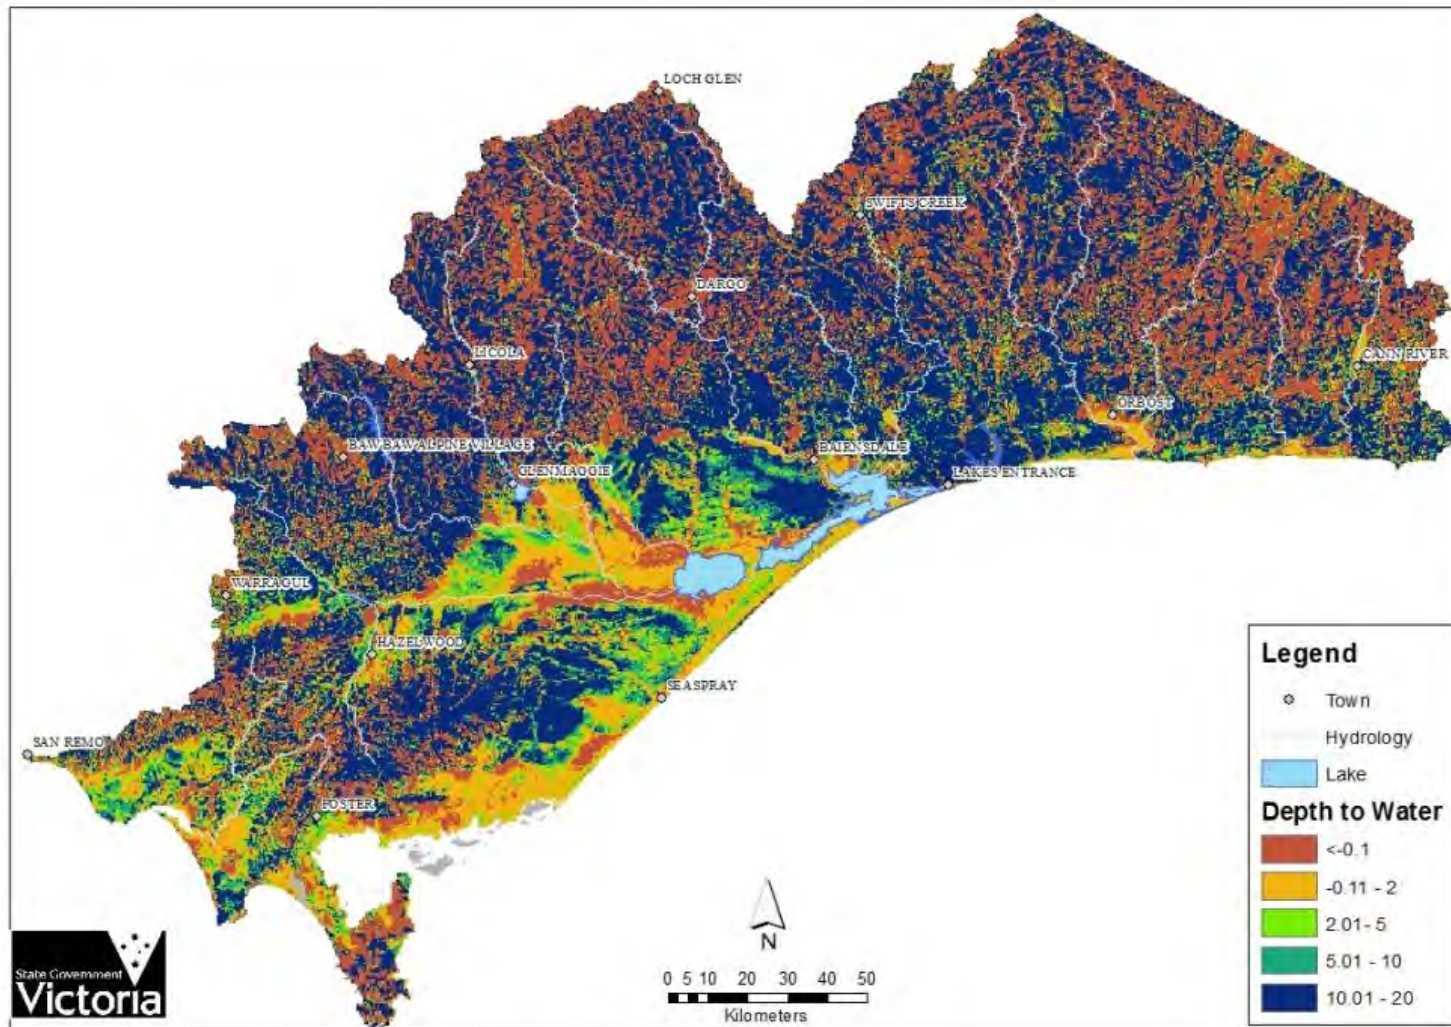 LOCH GLEN
SWIFTS CREEK
DARGO
LICOLA
CANN RIVER
ORBOST
BAW BAW ALPINE VILLAGE
BAIRNSDALE
GLENMAGGIE
LAKES ENTRANCE
WARRAGUL
HAZELWOOD
SEASPRAY
SAN REMO
FOSTER
Legend
Town
Hydrology
Lake
Depth to Water
<-0.1
-0.11 - 2
2.01 - 5
5.01 - 10
10.01 - 20
N
0 5 10 20 30 40 50
Kilometers
State Government
Victoria